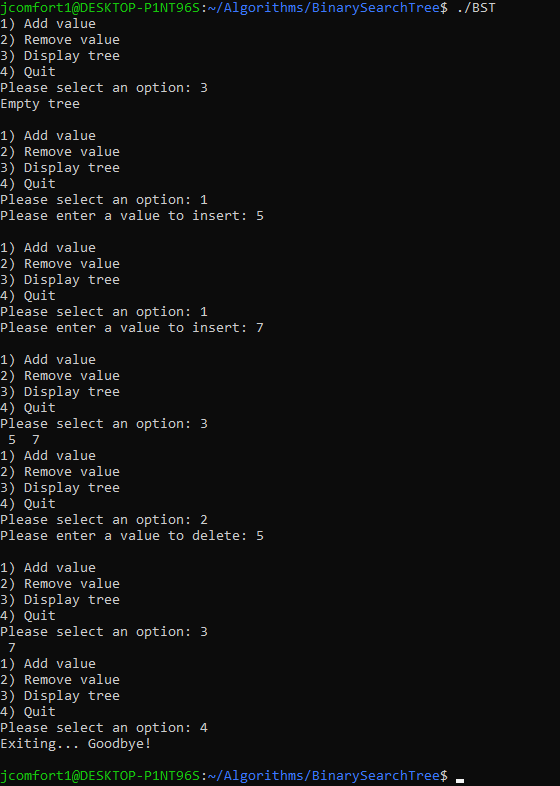 jcomfort1@DESKTOP-P1NT96S:~/Algorithms/BinarySearchTree$ ./BST
1) Add value
2) Remove value
3) Display tree
4) Quit
Please select an option: 3
Empty tree

1) Add value
2) Remove value
3) Display tree
4) Quit
Please select an option: 1
Please enter a value to insert: 5

1) Add value
2) Remove value
3) Display tree
4) Quit
Please select an option: 1
Please enter a value to insert: 7

1) Add value
2) Remove value
3) Display tree
4) Quit
Please select an option: 3
 5  7
1) Add value
2) Remove value
3) Display tree
4) Quit
Please select an option: 2
Please enter a value to delete: 5

1) Add value
2) Remove value
3) Display tree
4) Quit
Please select an option: 3
 7
1) Add value
2) Remove value
3) Display tree
4) Quit
Please select an option: 4
Exiting... Goodbye!

jcomfort1@DESKTOP-P1NT96S:~/Algorithms/BinarySearchTree$